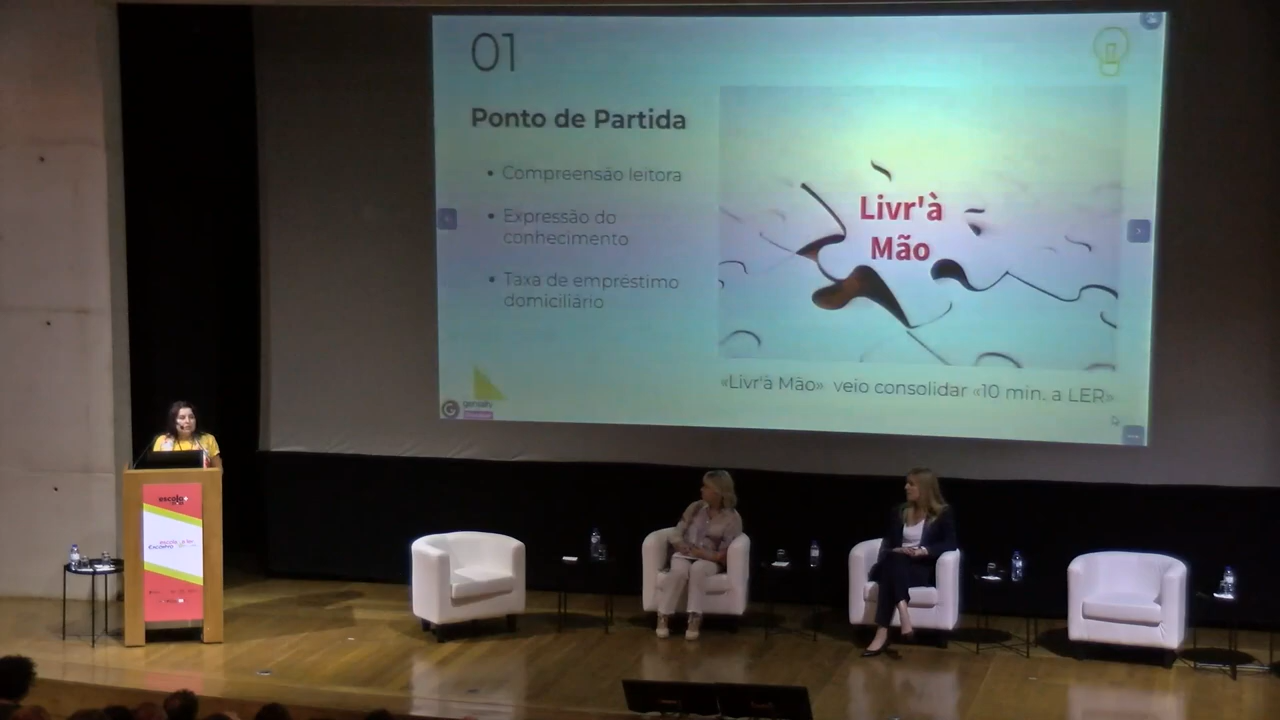 01
Ponto de Partida
• Compreensão leitora
• Expressão do
conhecimento
• Taxa de empréstimo
domiciliário
Livr'à
Mão
«Livr'à Mão» veio consolidar «10 min. a LER»
genially
escola